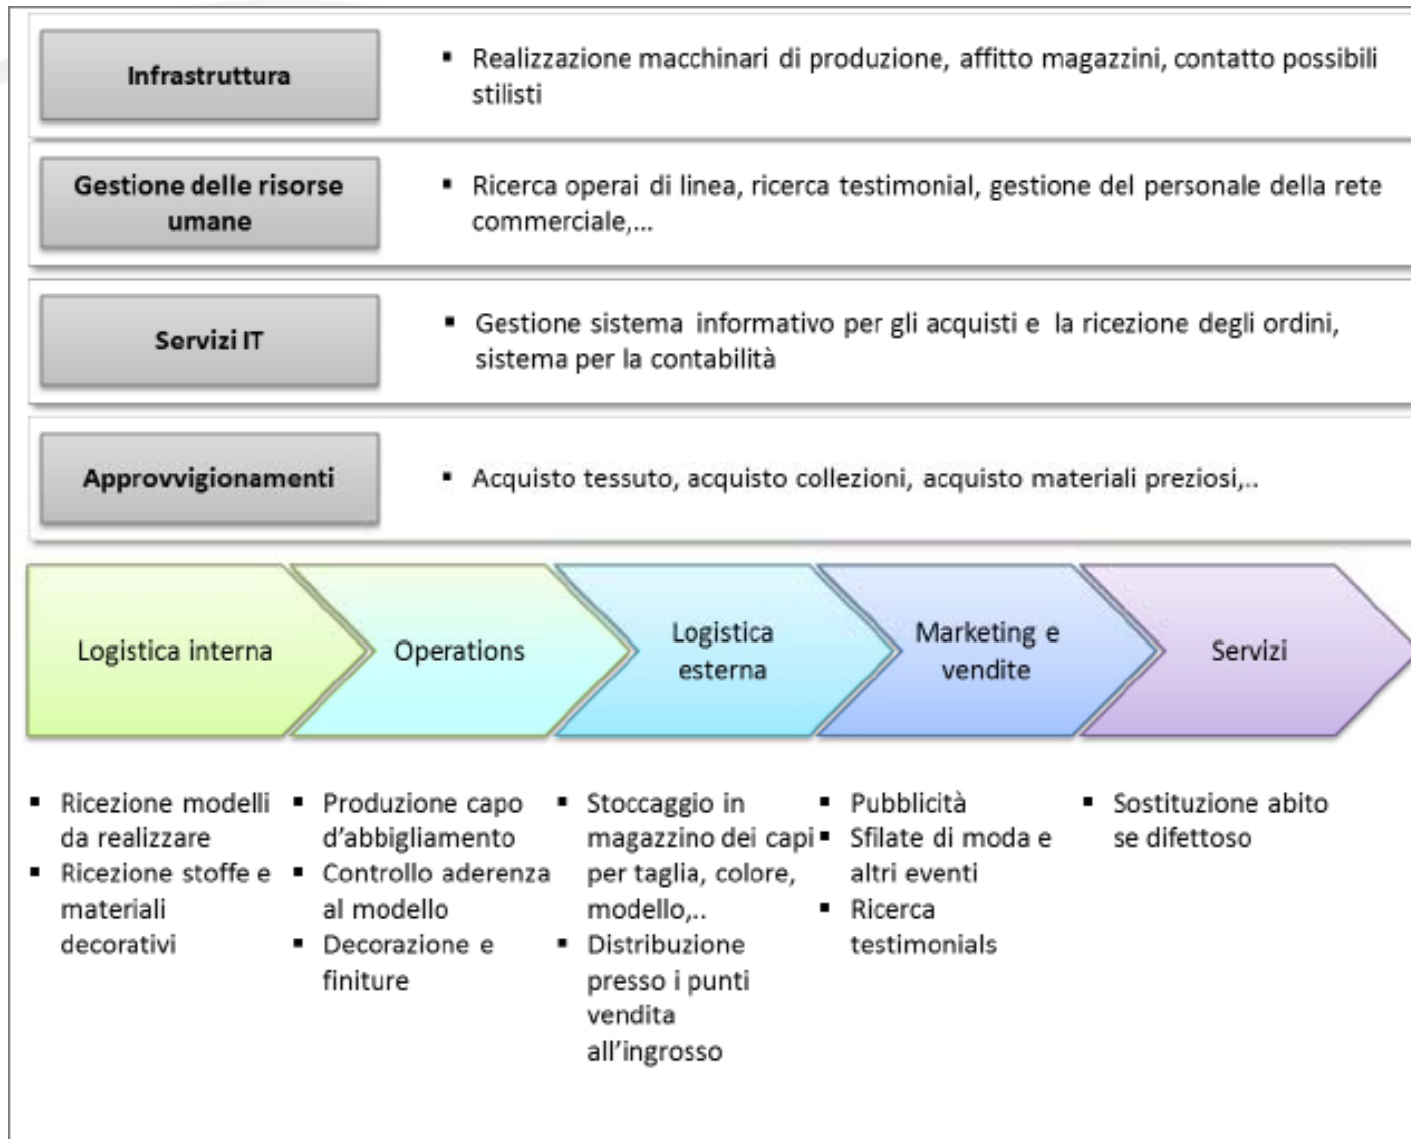 Infrastruttura
▪ Realizzazione macchinari di produzione, affitto magazzini, contatto possibili
stilisti
Gestione delle risorse
umane
▪ Ricerca operai di linea, ricerca testimonial, gestione del personale della rete
commerciale,...
Servizi IT
▪ Gestione sistema informativo per gli acquisti e la ricezione degli ordini,
sistema per la contabilità
Approvvigionamenti
▪ Acquisto tessuto, acquisto collezioni, acquisto materiali preziosi,..
Logistica interna
Operations
Logistica
esterna
Marketing e
vendite
Servizi
▪ Ricezione modelli
da realizzare
▪ Ricezione stoffe e
materiali
decorativi
▪ Produzione capo
d'abbigliamento
▪ Controllo aderenza
al modello
▪ Decorazione e
finiture
▪ Stoccaggio in
magazzino dei capi
per taglia, colore,
modello,..
▪ Distribuzione
presso i punti
vendita
all'ingrosso
▪ Pubblicità
▪ Sfilate di moda e
altri eventi
▪ Ricerca
testimonials
▪ Sostituzione abito
se difettoso